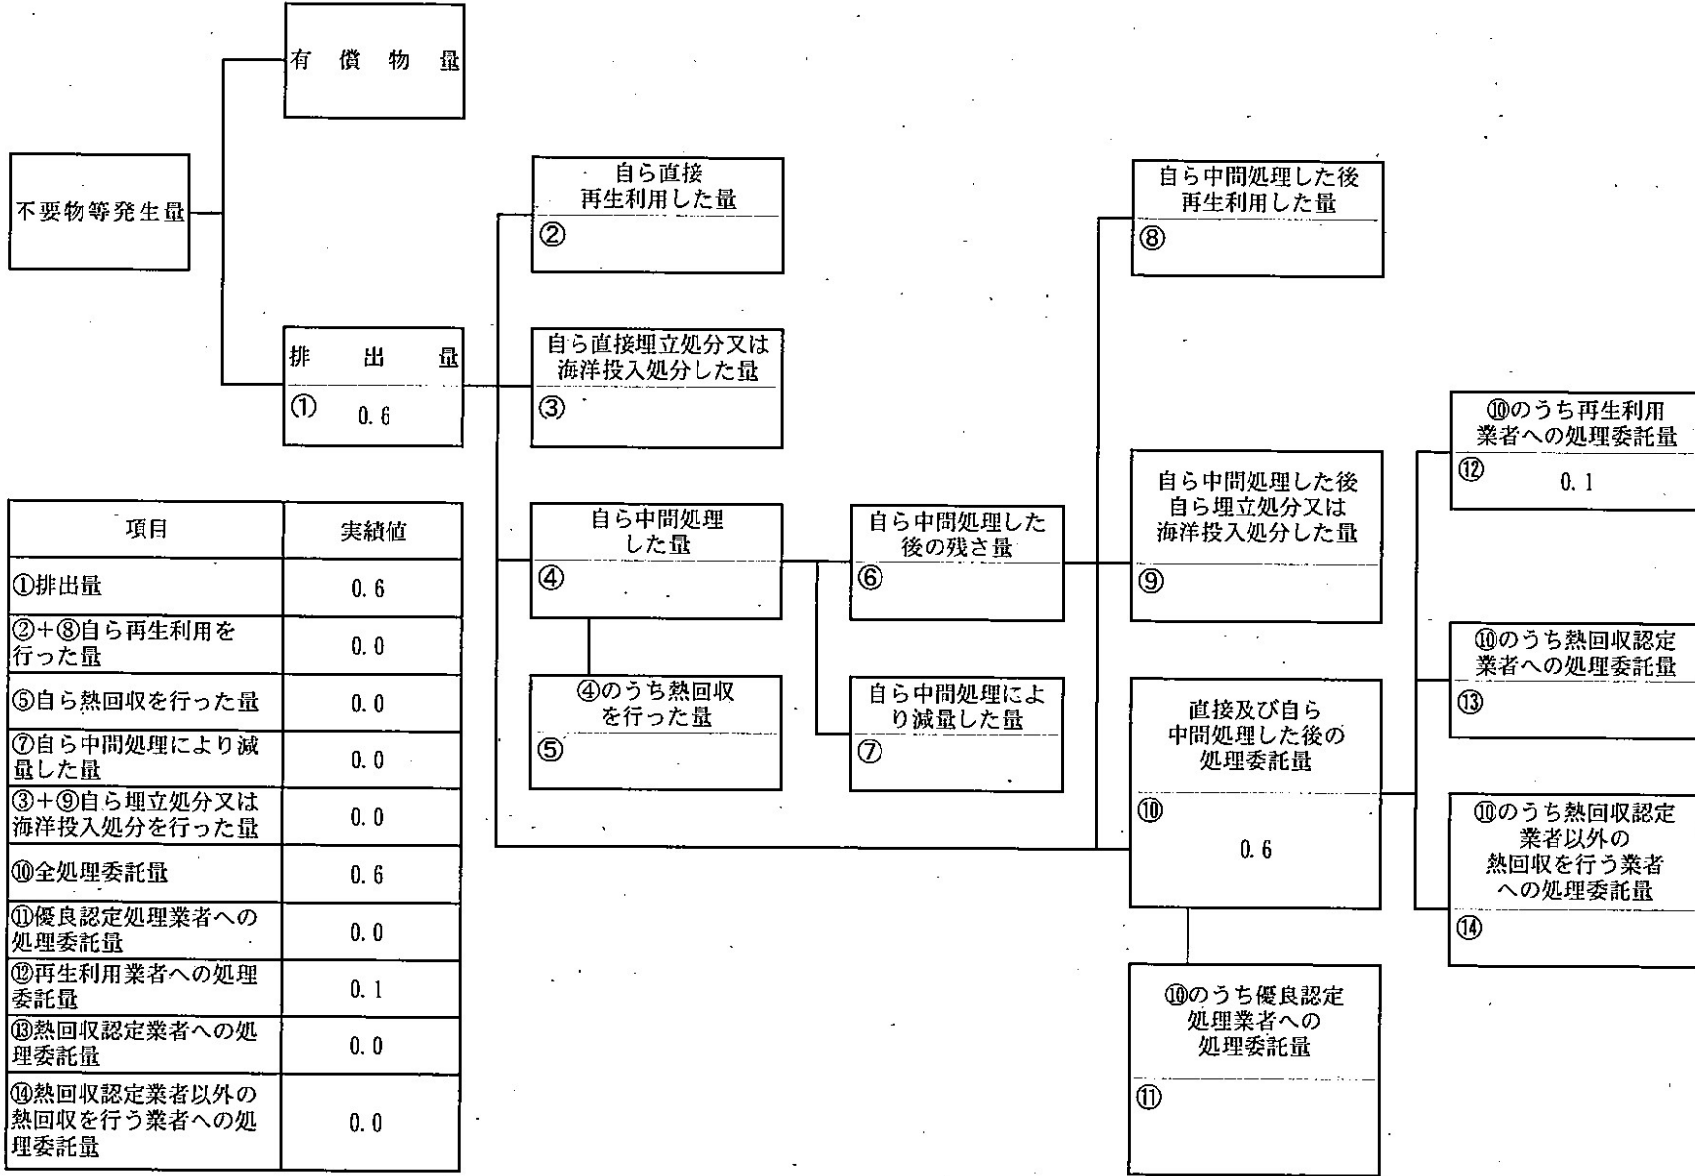 有償物量
不要物等発生量
排出量
① 0.6
自ら直接
再生利用した量
②
自ら直接埋立処分又は
海洋投入処分した量
③
自ら中間処理
した量
④
④のうち熱回収
を行った量
⑤
自ら中間処理した
後の残さ量
⑥
自ら中間処理によ
り減量した量
⑦
自ら中間処理した後
再生利用した量
⑧
自ら中間処理した後
自ら埋立処分又は
海洋投入処分した量
⑨
直接及び自ら
中間処理した後の
処理委託量
⑩
0.6
⑩のうち優良認定
処理業者への
処理委託量
⑪
⑩のうち再生利用
業者への処理委託量
⑫ 0.1
⑩のうち熱回収認定
業者への処理委託量
⑬
⑩のうち熱回収認定
業者以外の
熱回収を行う業者
への処理委託量
⑭
項目 実績値
①排出量 0.6
②+⑧自ら再生利用を
行った量 0.0
⑤自ら熱回収を行った量 0.0
⑦自ら中間処理により減
量した量 0.0
③+⑨自ら埋立処分又は
海洋投入処分を行った量 0.0
⑩全処理委託量 0.6
⑪優良認定処理業者への
処理委託量 0.0
⑫再生利用業者への処理
委託量 0.1
⑬熱回収認定業者への処
理委託量 0.0
⑭熱回収認定業者以外の
熱回収を行う業者への処
理委託量 0.0